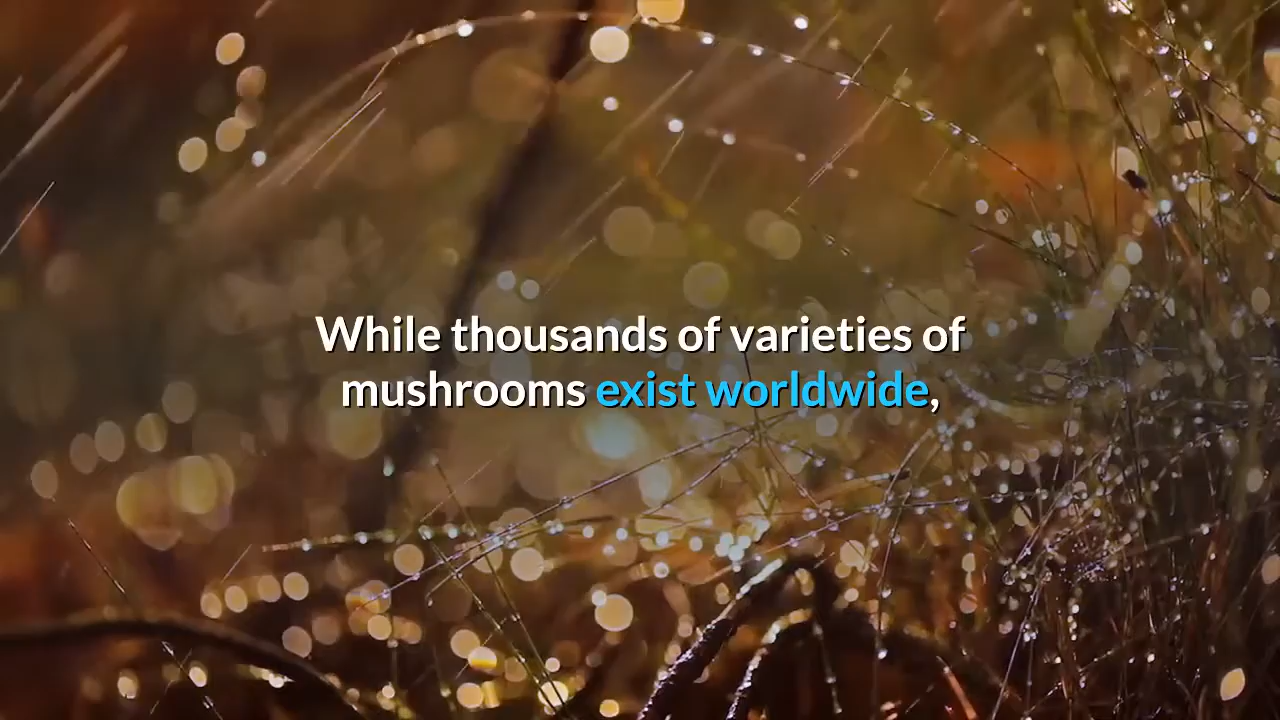 While thousands of varieties of
mushrooms exist worldwide,